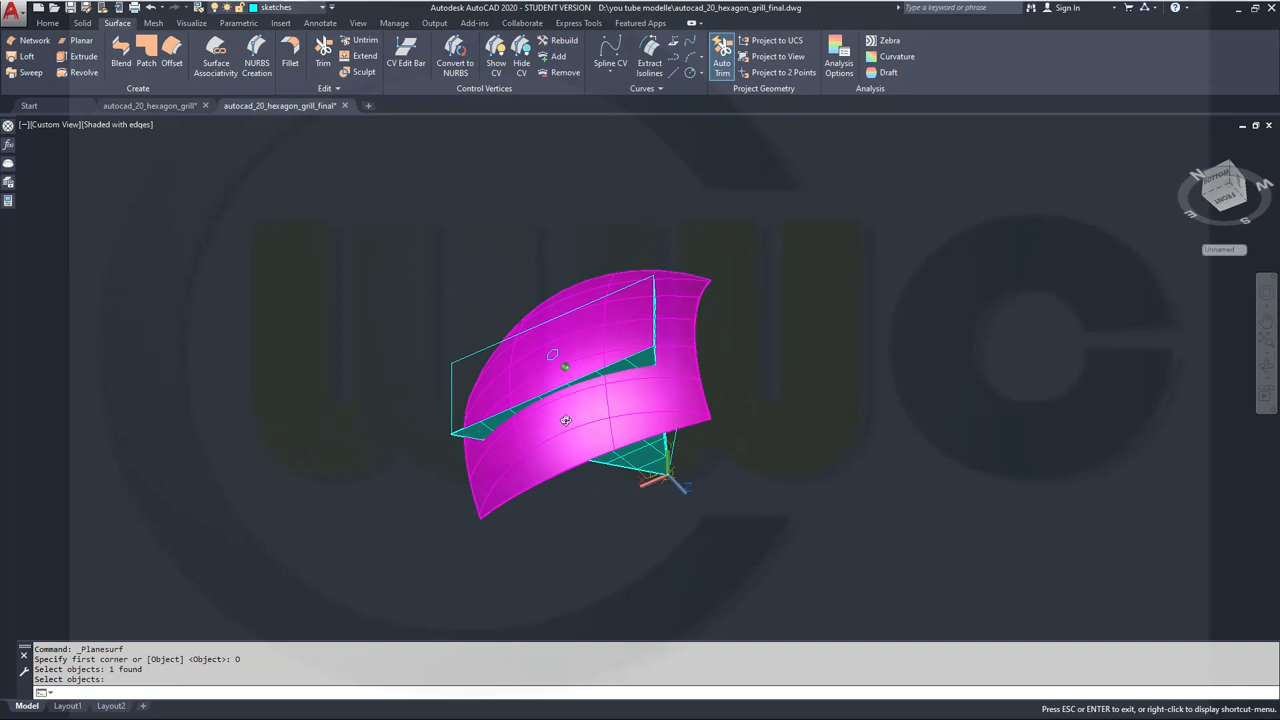 Autodesk AutoCAD 2020 - STUDENT VERSION D:\you tube modelle\autocad_20_hexagon_grill_final.dwg
Type a keyword or phrase
Sign In
Home Solid Surface Mesh Visualize Parametric Insert Annotate View Manage Output Add-ins Collaborate Express Tools Featured Apps
sketches
Network Planar
Loft Extrude
Sweep Revolve
Blend Patch Offset
Surface Associativity
NURBS Creation
Create
Fillet
Trim
Untrim
Extend
Sculpt
Edit
CV Edit Bar
Convert to NURBS
Show CV
Hide CV
Rebuild
Add
Remove
Control Vertices
Spline CV
Extract Isolines
Curves
Auto Trim
Project to UCS
Project to View
Project to 2 Points
Project Geometry
Analysis Options
Zebra
Curvature
Draft
Analysis
Start autocad_20_hexagon_grill* autocad_20_hexagon_grill_final*
[−][Custom View][Shaded with edges]
N
BOTTOM
M
FRONT
E
S
Unnamed
Z
Command: _Planesurf
Specify first corner or [Object] <Object>: O
Select objects: 1 found
Select objects:
Model Layout1 Layout2
Press ESC or ENTER to exit, or right-click to display shortcut-menu.